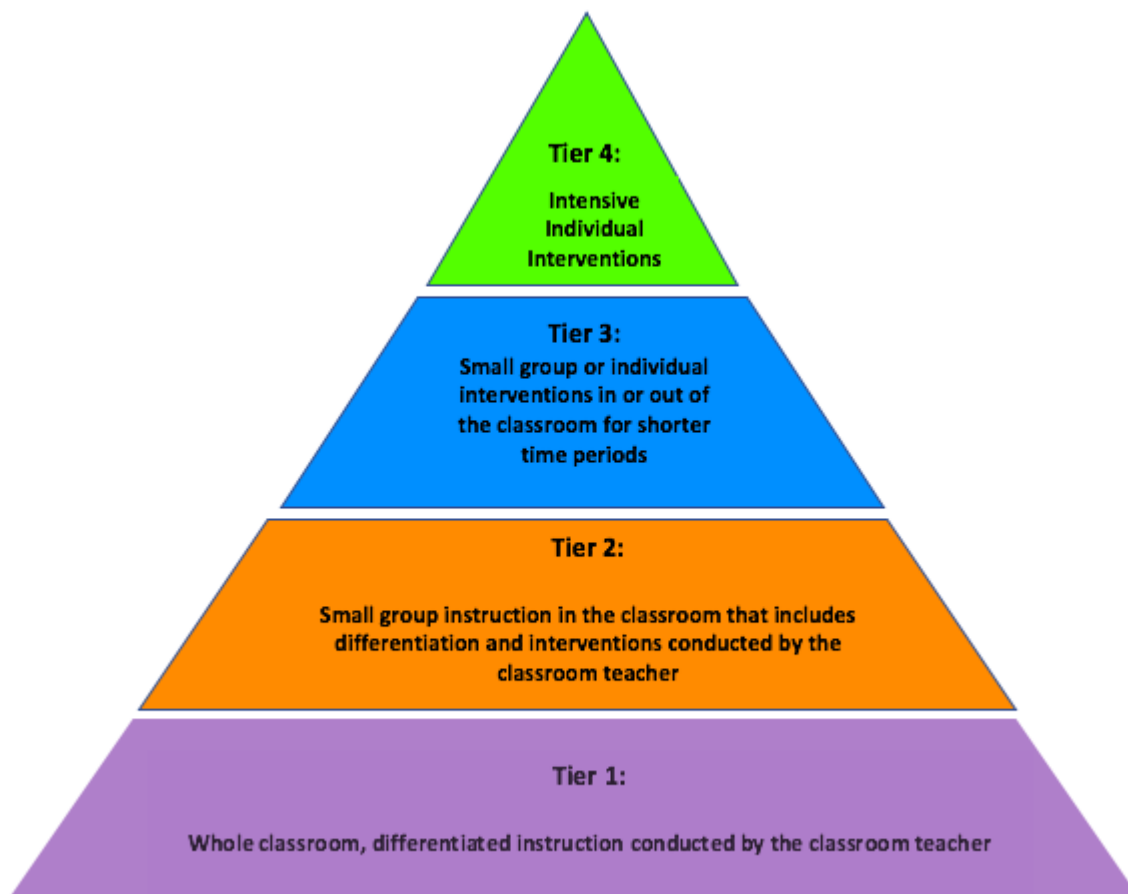 Tier 4:
Intensive
Individual
Interventions
Tier 3:
Small group or individual
interventions in or out of
the classroom for shorter
time periods
Tier 2:
Small group instruction in the classroom that includes
differentiation and interventions conducted by the
classroom teacher
Tier 1:
Whole classroom, differentiated instruction conducted by the classroom teacher